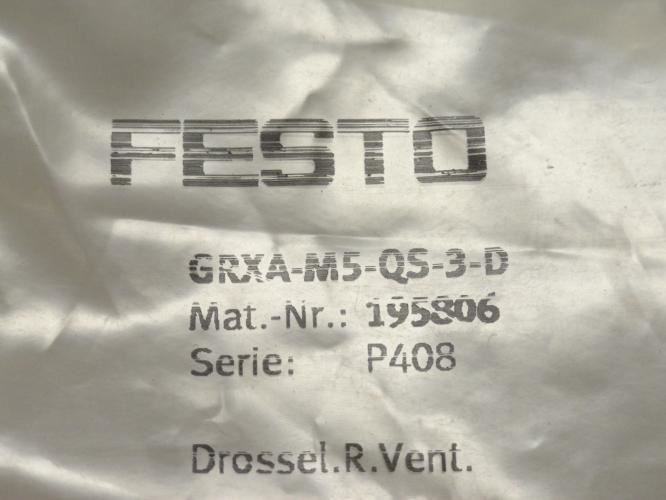 FESTO
GRXA-M5-QS-3-D
Mat.-Nr.: 195806
Serie: P408
Drossel.R.Vent.